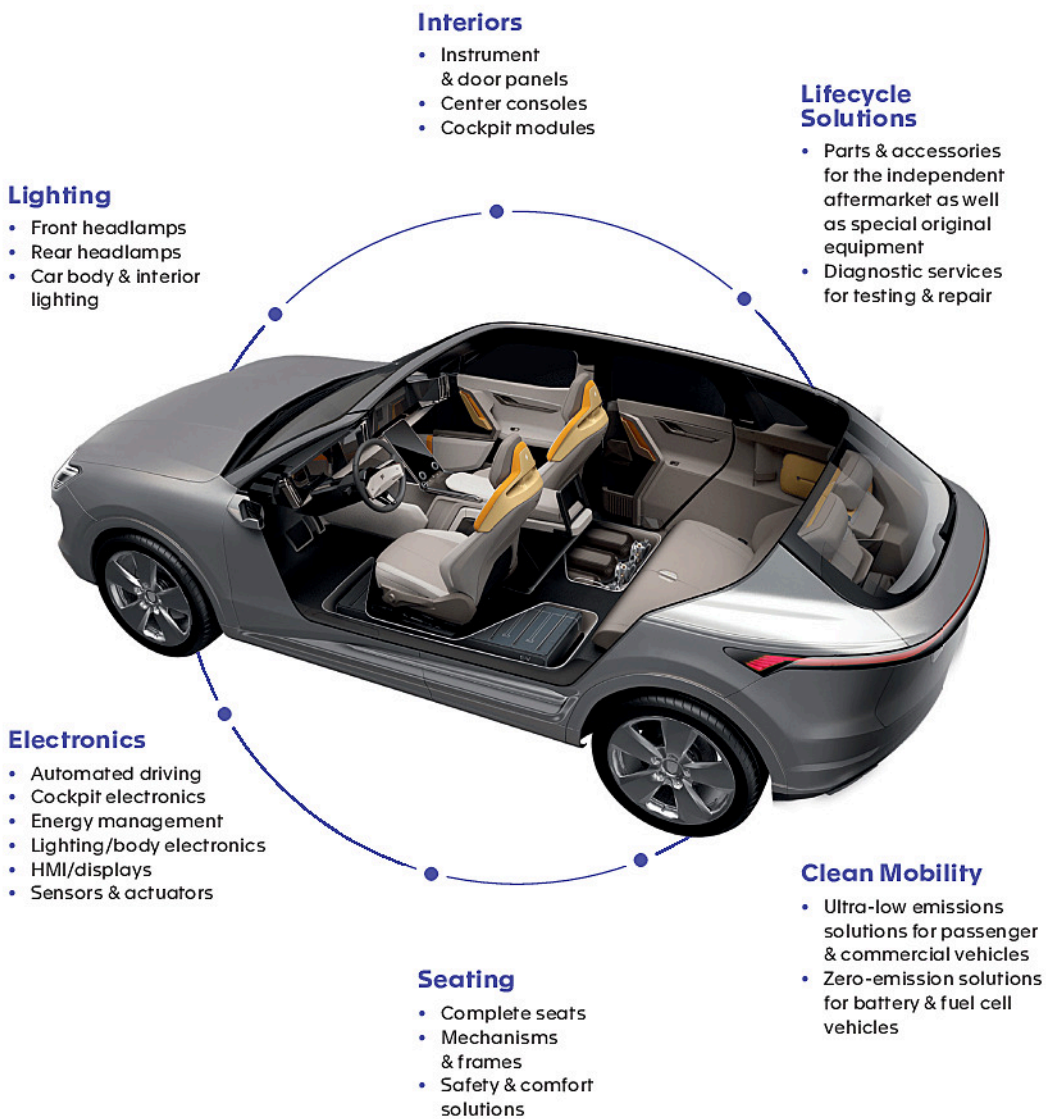 Interiors
• Instrument
& door panels
• Center consoles
• Cockpit modules
Lifecycle
Solutions
• Parts & accessories
for the independent
aftermarket as well
as special original
equipment
• Diagnostic services
for testing & repair
Lighting
• Front headlamps
• Rear headlamps
• Car body & interior
lighting
Electronics
• Automated driving
• Cockpit electronics
• Energy management
• Lighting/body electronics
• HMI/displays
• Sensors & actuators
Clean Mobility
• Ultra-low emissions
solutions for passenger
& commercial vehicles
• Zero-emission solutions
for battery & fuel cell
vehicles
Seating
• Complete seats
• Mechanisms
& frames
• Safety & comfort
solutions